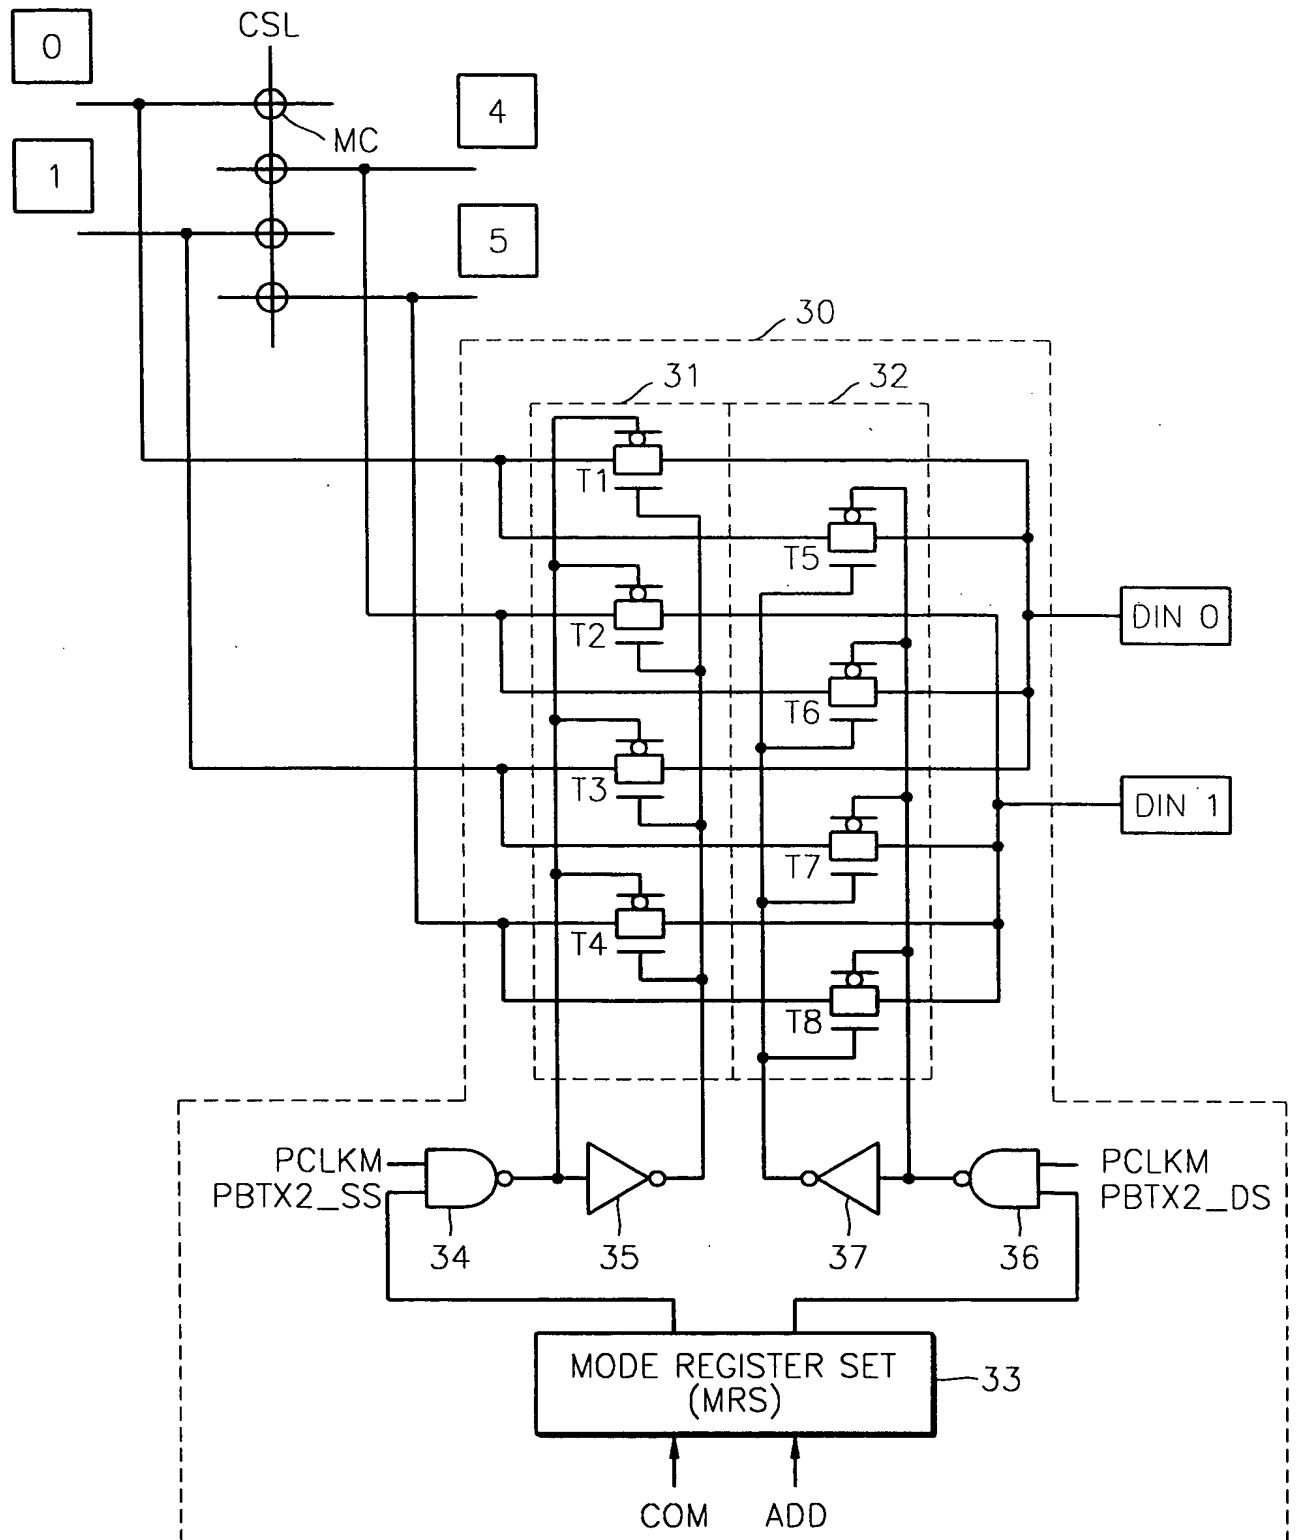 CSL
0
4
MC
1
5
30
31
32
T1
T5
T2
DIN 0
T6
T3
DIN 1
T7
T4
T8
PCLKM
PCLKM
PBTX2_SS
PBTX2_DS
34
35
37
36
MODE REGISTER SET
(MRS)
33
COM
ADD